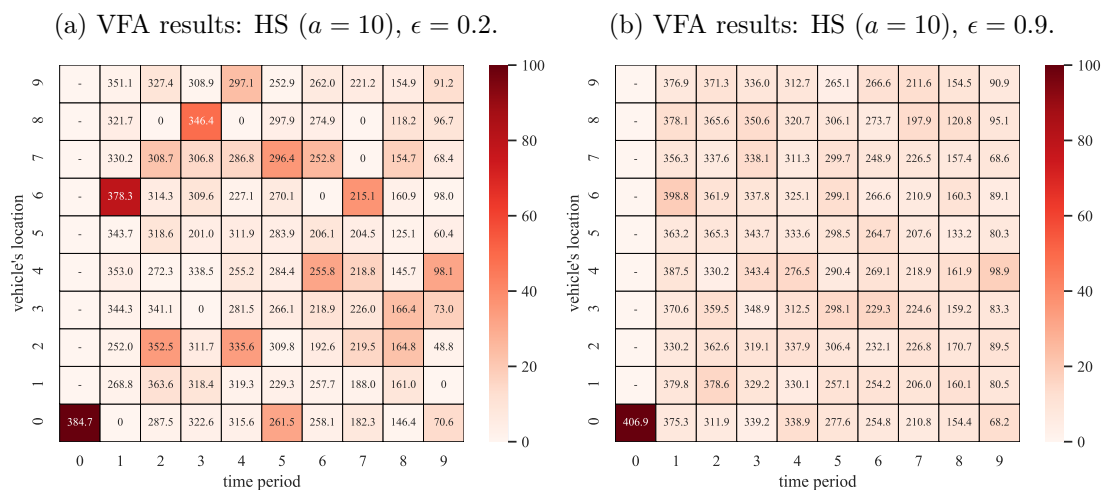 (a) VFA results: HS (a = 10), ϵ = 0.2.
(b) VFA results: HS (a = 10), ϵ = 0.9.
9 - 351.1 327.4 308.9 297.1 252.9 262.0 221.2 154.9 91.2
8 - 321.7 0 346.4 0 297.9 274.9 0 118.2 96.7
7 - 330.2 308.7 306.8 286.8 296.4 252.8 0 154.7 68.4
6 - 378.3 314.3 309.6 227.1 270.1 0 215.1 160.9 98.0
5 - 343.7 318.6 201.0 311.9 283.9 206.1 204.5 125.1 60.4
4 - 353.0 272.3 338.5 255.2 284.4 255.8 218.8 145.7 98.1
3 - 344.3 341.1 0 281.5 266.1 218.9 226.0 166.4 73.0
2 - 252.0 352.5 311.7 335.6 309.8 192.6 219.5 164.8 48.8
1 - 268.8 363.6 318.4 319.3 229.3 257.7 188.0 161.0 0
0 384.7 0 287.5 322.6 315.6 261.5 258.1 182.3 146.4 70.6
0 1 2 3 4 5 6 7 8 9
time period
vehicle's location
100
80
60
40
20
0
9 - 376.9 371.3 336.0 312.7 265.1 266.6 211.6 154.5 90.9
8 - 378.1 365.6 350.6 320.7 306.1 273.7 197.9 120.8 95.1
7 - 356.3 337.6 338.1 311.3 299.7 248.9 226.5 157.4 68.6
6 - 398.8 361.9 337.8 325.1 299.1 266.6 210.9 160.3 89.1
5 - 363.2 365.3 343.7 333.6 298.5 264.7 207.6 133.2 80.3
4 - 387.5 330.2 343.4 276.5 290.4 269.1 218.9 161.9 98.9
3 - 370.6 359.5 348.9 312.5 298.1 229.3 224.6 159.2 83.3
2 - 330.2 362.6 319.1 337.9 306.4 232.1 226.8 170.7 89.5
1 - 379.8 378.6 329.2 330.1 257.1 254.2 206.0 160.1 80.5
0 406.9 375.3 311.9 339.2 338.9 277.6 254.8 210.8 154.4 68.2
0 1 2 3 4 5 6 7 8 9
time period
vehicle's location
100
80
60
40
20
0